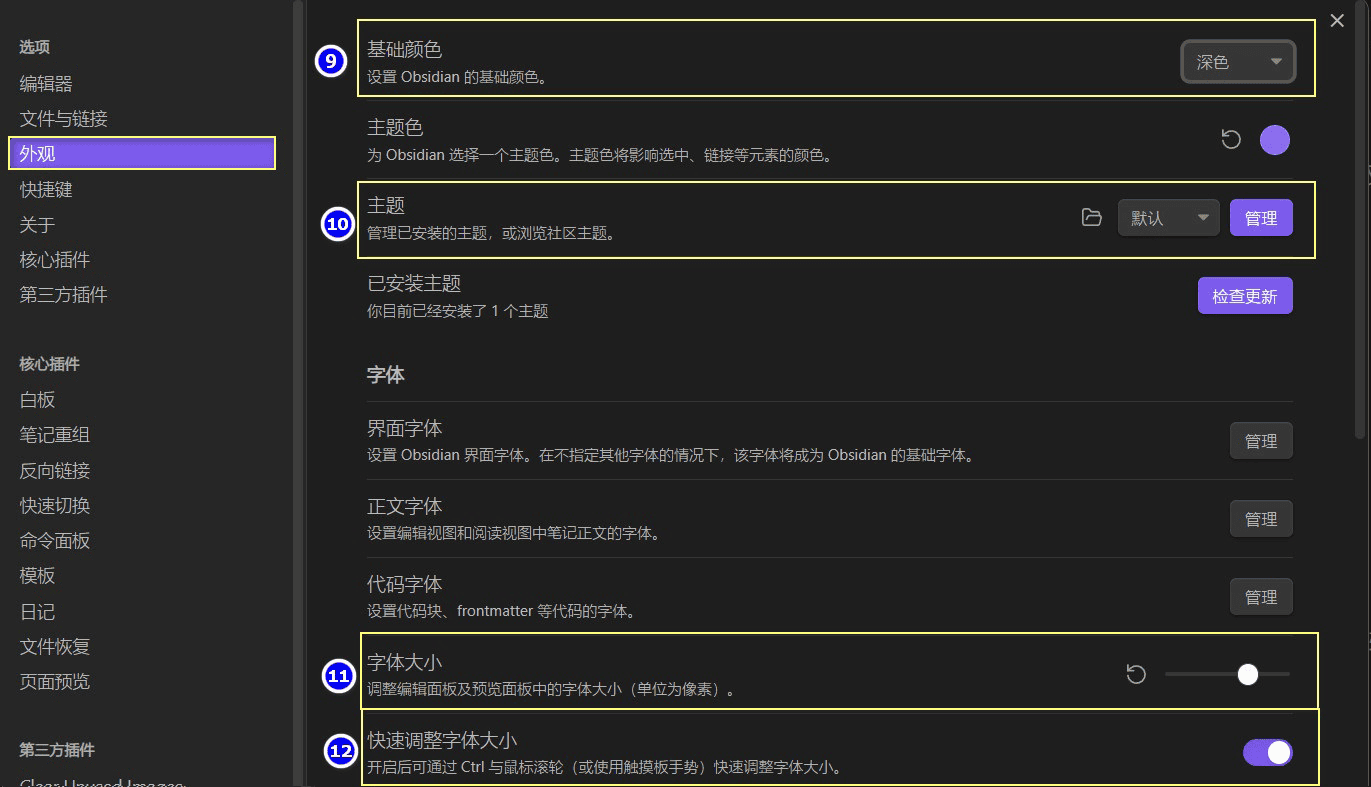 选项
编辑器
文件与链接
外观
快捷键
关于
核心插件
第三方插件
核心插件
白板
笔记重组
反向链接
快速切换
命令面板
模板
日记
文件恢复
页面预览
第三方插件
9
基础颜色
设置 Obsidian 的基础颜色。
深色
主题色
为 Obsidian 选择一个主题色。主题色将影响选中、链接等元素的颜色。
10
主题
管理已安装的主题，或浏览社区主题。
默认
管理
已安装主题
你目前已经安装了 1 个主题
检查更新
字体
界面字体
设置 Obsidian 界面字体。在不指定其他字体的情况下，该字体将成为 Obsidian 的基础字体。
管理
正文字体
设置编辑视图和阅读视图中笔记正文的字体。
管理
代码字体
设置代码块、frontmatter 等代码的字体。
管理
11
字体大小
调整编辑面板及预览面板中的字体大小（单位为像素）。
12
快速调整字体大小
开启后可通过 Ctrl 与鼠标滚轮（或使用触摸板手势）快速调整字体大小。